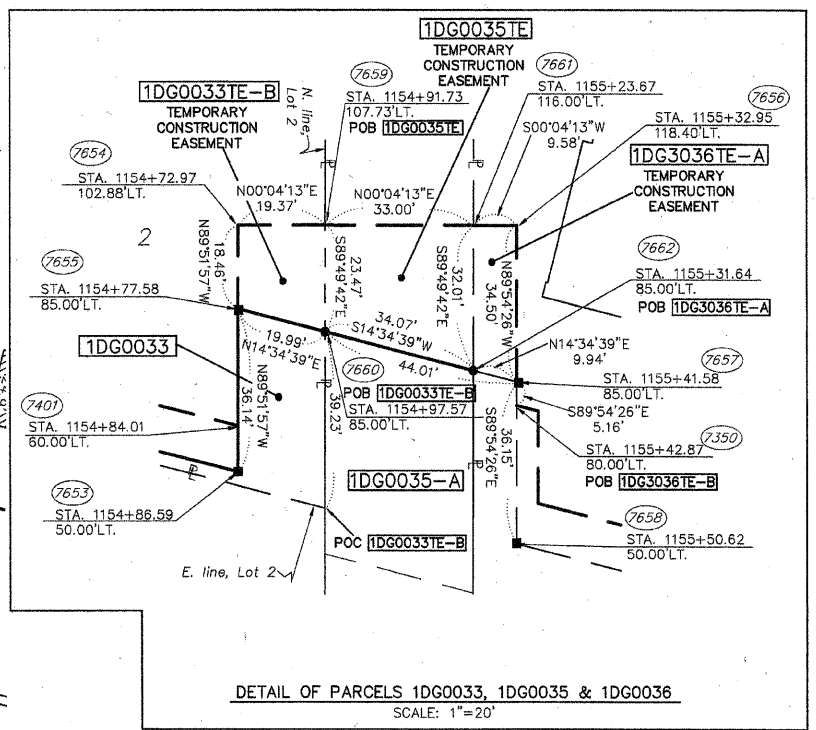 1DG0035TE
TEMPORARY
CONSTRUCTION
EASEMENT
7659
STA. 1154+91.73
107.73'LT.
POB 1DG0035TE
7661
STA. 1155+23.67
116.00'LT.
7656
STA. 1155+32.95
118.40'LT.
1DG0033TE-B
TEMPORARY
CONSTRUCTION
EASEMENT
N. line,
Lot 2
S00°04'13"W
9.58'
1DG3036TE-A
TEMPORARY
CONSTRUCTION
EASEMENT
7654
STA. 1154+72.97
102.88'LT.
N00°04'13"E
19.37'
N00°04'13"E
33.00'
2
18.46'
N89°51'57"W
23.47'
S89°49'42"E
32.01'
S89°49'42"E
N89°54'26"W
34.50'
7655
STA. 1154+77.58
85.00'LT.
7662
STA. 1155+31.64
85.00'LT.
POB 1DG3036TE-A
34.07'
S14°34'39"W
44.01'
19.99'
N14°34'39"E
N14°34'39"E
9.94'
1DG0033
N89°51'57"W
36.14'
7660
POB 1DG0033TE-B
STA. 1154+97.57
85.00'LT.
39.23'
7657
STA. 1155+41.58
85.00'LT.
S89°54'26"E
5.16'
36.15'
S89°54'26"E
7401
STA. 1154+84.01
60.00'LT.
7350
STA. 1155+42.87
80.00'LT.
POB 1DG3036TE-B
1DG0035-A
7653
STA. 1154+86.59
50.00'LT.
7658
STA. 1155+50.62
50.00'LT.
POC 1DG0033TE-B
E. line, Lot 2
DETAIL OF PARCELS 1DG0033, 1DG0035 & 1DG0036
SCALE: 1"=20'